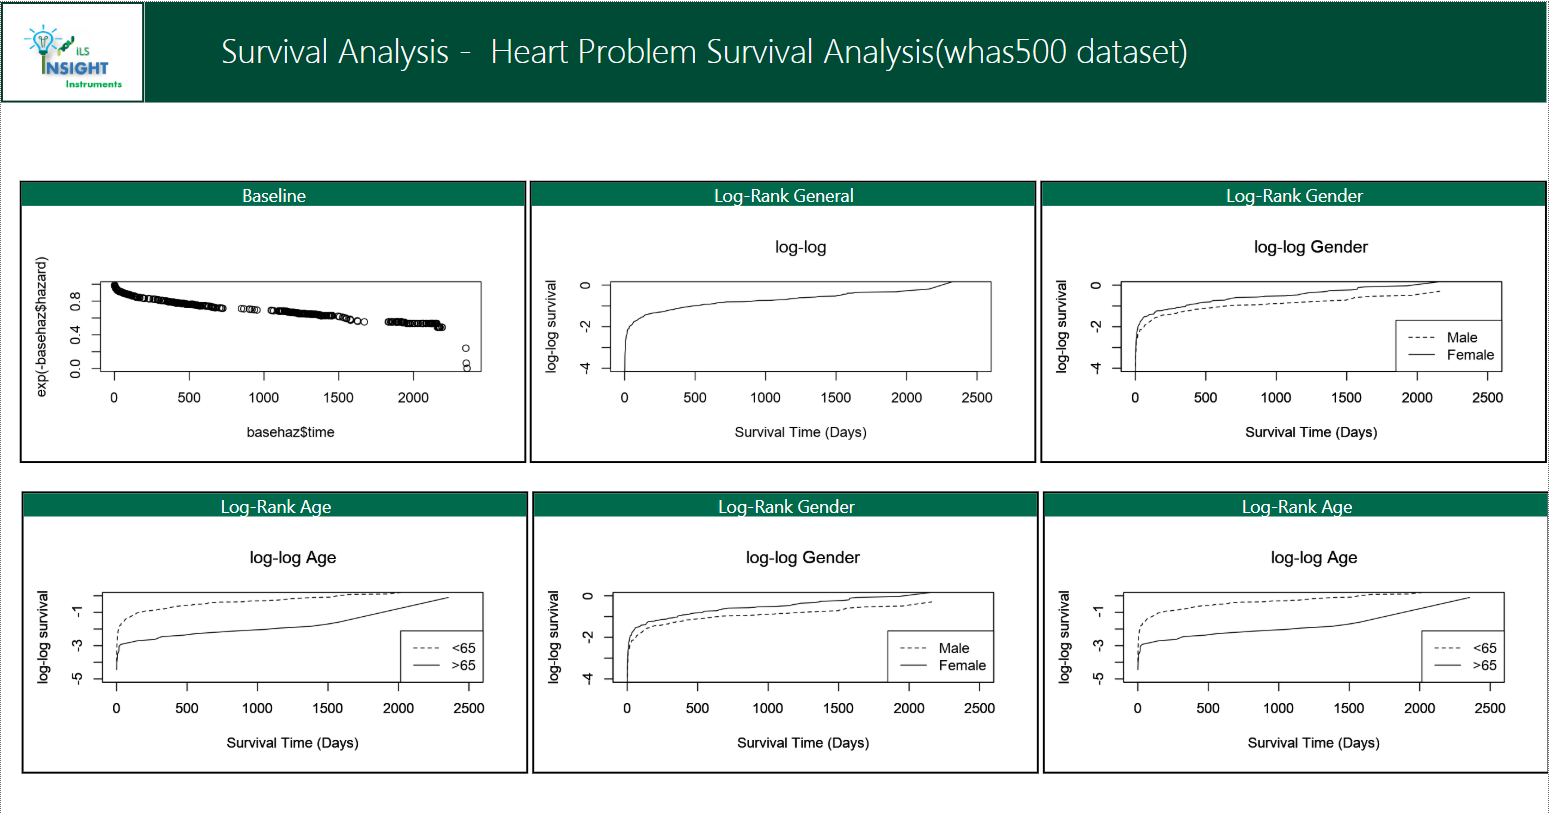 iLS
INSIGHT
Instruments
Survival Analysis - Heart Problem Survival Analysis(whas500 dataset)
Baseline
exp(-basehaz$hazard)
0.0 0.4 0.8
0 500 1000 1500 2000
basehaz$time
Log-Rank General
log-log
log-log survival
-4 -2 0
0 500 1000 1500 2000 2500
Survival Time (Days)
Log-Rank Gender
log-log Gender
log-log survival
-4 -2 0
Male
Female
0 500 1000 1500 2000 2500
Survival Time (Days)
Log-Rank Age
log-log Age
log-log survival
-5 -3 -1
<65
>65
0 500 1000 1500 2000 2500
Survival Time (Days)
Log-Rank Gender
log-log Gender
log-log survival
-4 -2 0
Male
Female
0 500 1000 1500 2000 2500
Survival Time (Days)
Log-Rank Age
log-log Age
log-log survival
-5 -3 -1
<65
>65
0 500 1000 1500 2000 2500
Survival Time (Days)